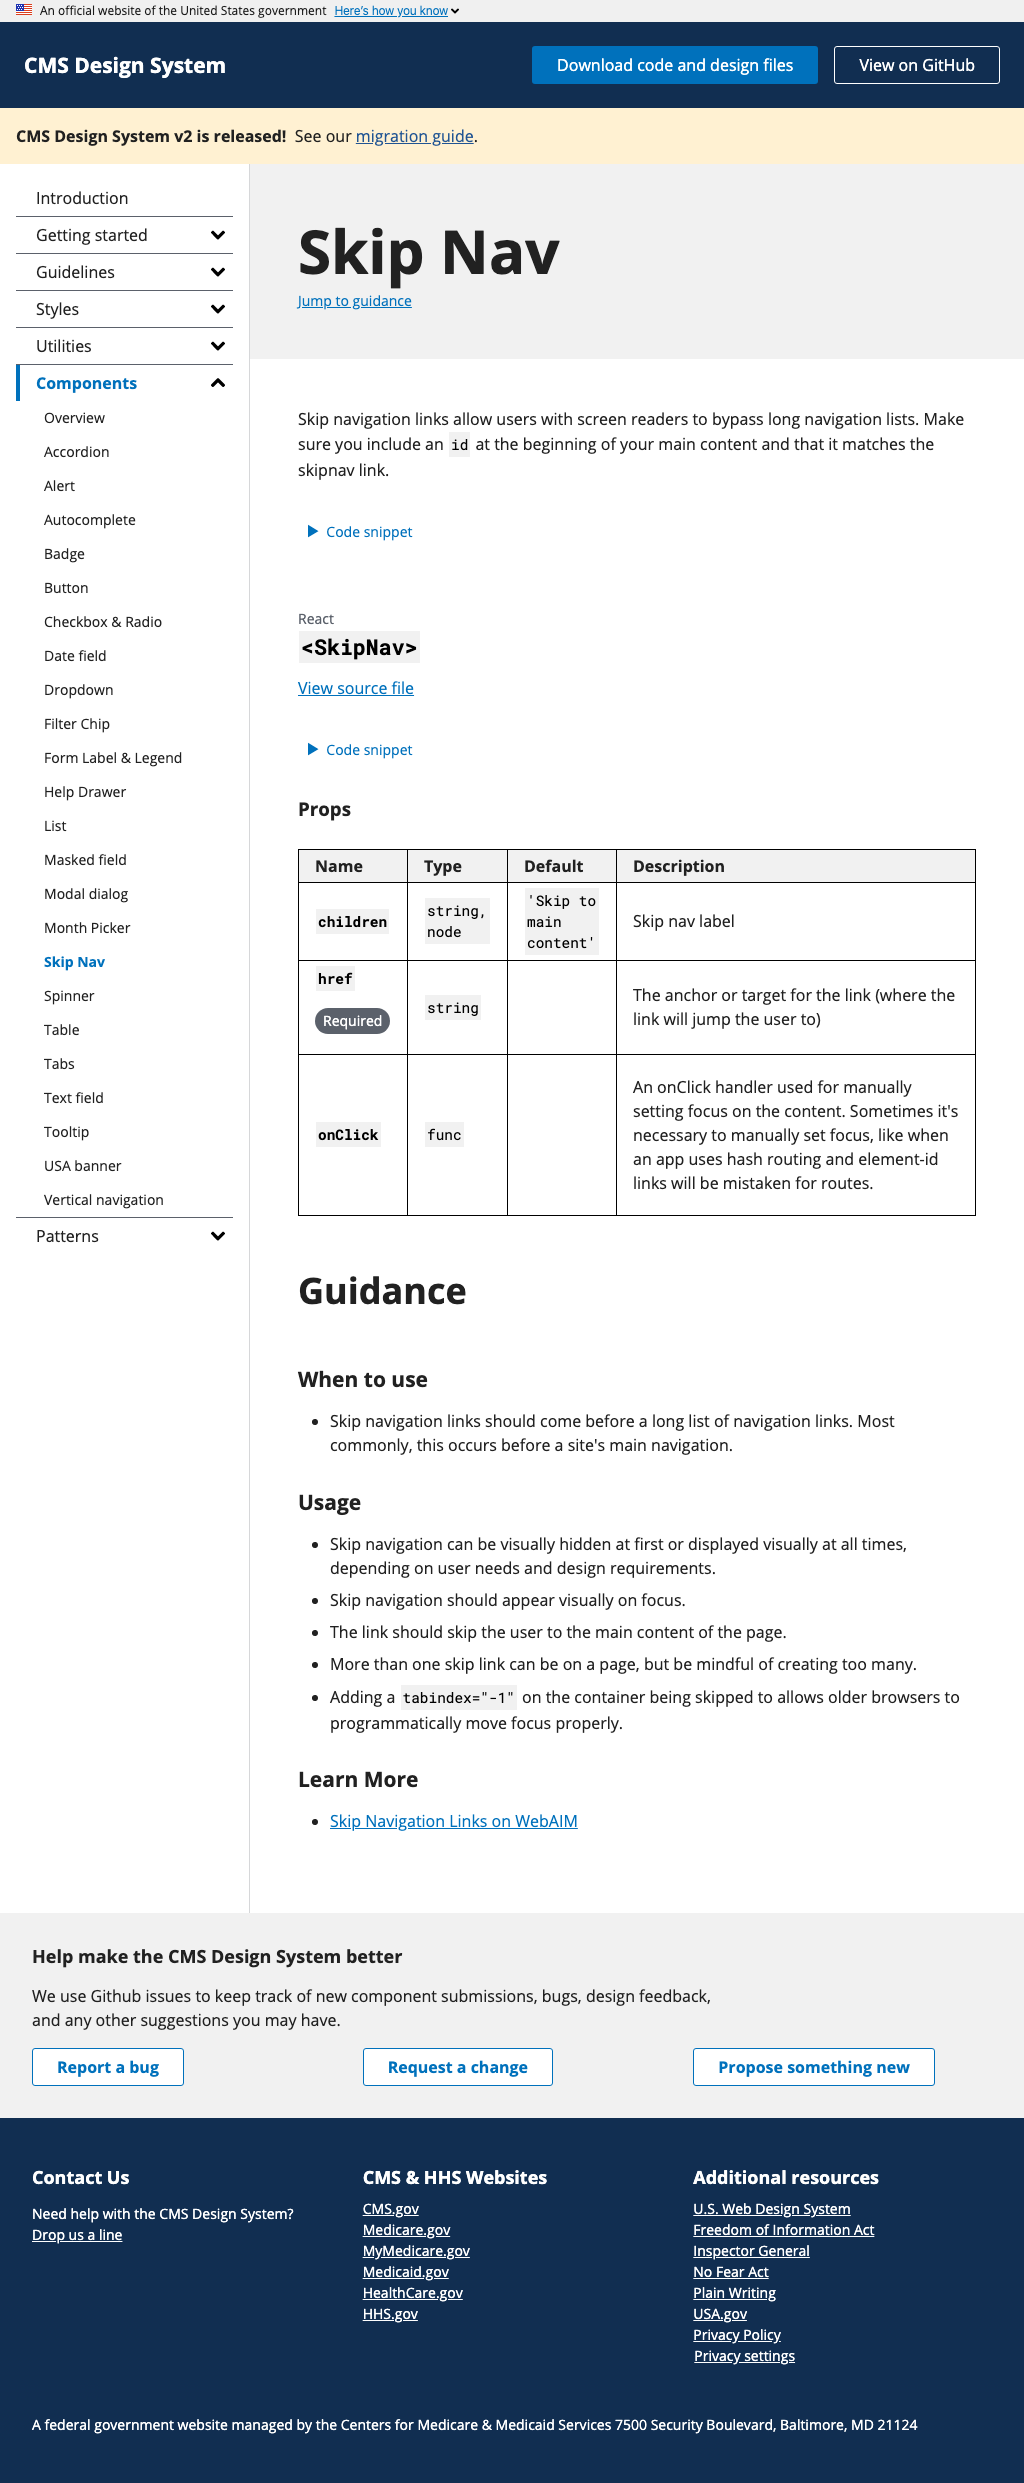 An official website of the United States government Here's how you know
CMS Design System
Download code and design files
View on GitHub
CMS Design System v2 is released! See our migration guide.
Introduction
Getting started
Guidelines
Styles
Utilities
Components
Overview
Accordion
Alert
Autocomplete
Badge
Button
Checkbox & Radio
Date field
Dropdown
Filter Chip
Form Label & Legend
Help Drawer
List
Masked field
Modal dialog
Month Picker
Skip Nav
Spinner
Table
Tabs
Text field
Tooltip
USA banner
Vertical navigation
Patterns
Skip Nav
Jump to guidance
Skip navigation links allow users with screen readers to bypass long navigation lists. Make
sure you include an id at the beginning of your main content and that it matches the
skipnav link.
Code snippet
React
<SkipNav>
View source file
Code snippet
Props
Name Type Default Description
children
string,
node
'Skip to
main
content'
Skip nav label
href
Required
string
The anchor or target for the link (where the
link will jump the user to)
onClick
func
An onClick handler used for manually
setting focus on the content. Sometimes it's
necessary to manually set focus, like when
an app uses hash routing and element-id
links will be mistaken for routes.
Guidance
When to use
Skip navigation links should come before a long list of navigation links. Most
commonly, this occurs before a site's main navigation.
Usage
Skip navigation can be visually hidden at first or displayed visually at all times,
depending on user needs and design requirements.
Skip navigation should appear visually on focus.
The link should skip the user to the main content of the page.
More than one skip link can be on a page, but be mindful of creating too many.
Adding a tabindex="-1" on the container being skipped to allows older browsers to
programmatically move focus properly.
Learn More
Skip Navigation Links on WebAIM
Help make the CMS Design System better
We use Github issues to keep track of new component submissions, bugs, design feedback,
and any other suggestions you may have.
Report a bug
Request a change
Propose something new
Contact Us
Need help with the CMS Design System?
Drop us a line
CMS & HHS Websites
CMS.gov
Medicare.gov
MyMedicare.gov
Medicaid.gov
HealthCare.gov
HHS.gov
Additional resources
U.S. Web Design System
Freedom of Information Act
Inspector General
No Fear Act
Plain Writing
USA.gov
Privacy Policy
Privacy settings
A federal government website managed by the Centers for Medicare & Medicaid Services 7500 Security Boulevard, Baltimore, MD 21124